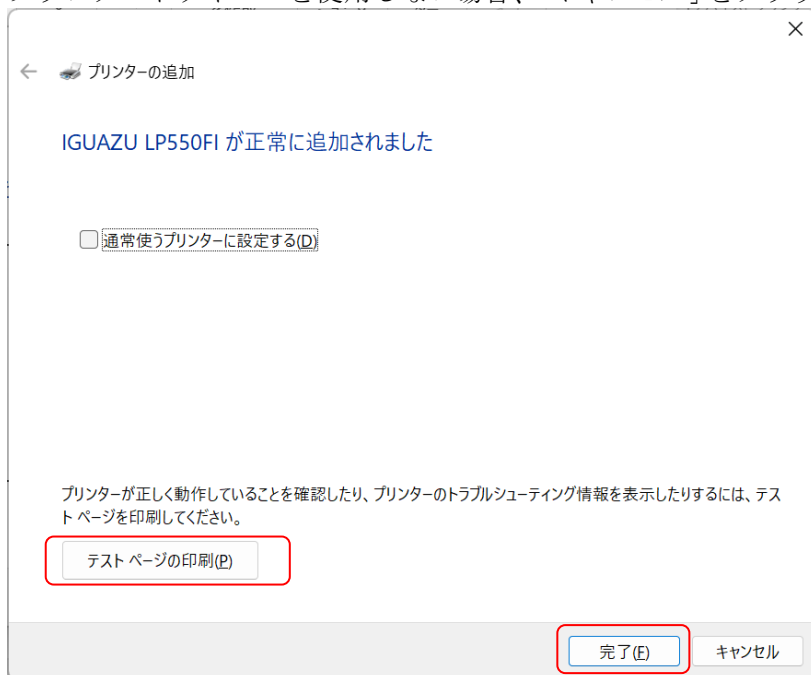 プリンターの追加
IGUAZU LP550FI が正常に追加されました
通常使うプリンターに設定する(D)
プリンターが正しく動作していることを確認したり、プリンターのトラブルシューティング情報を表示したりするには、テス
ト ページを印刷してください。
テスト ページの印刷(P)
完了(F)
キャンセル